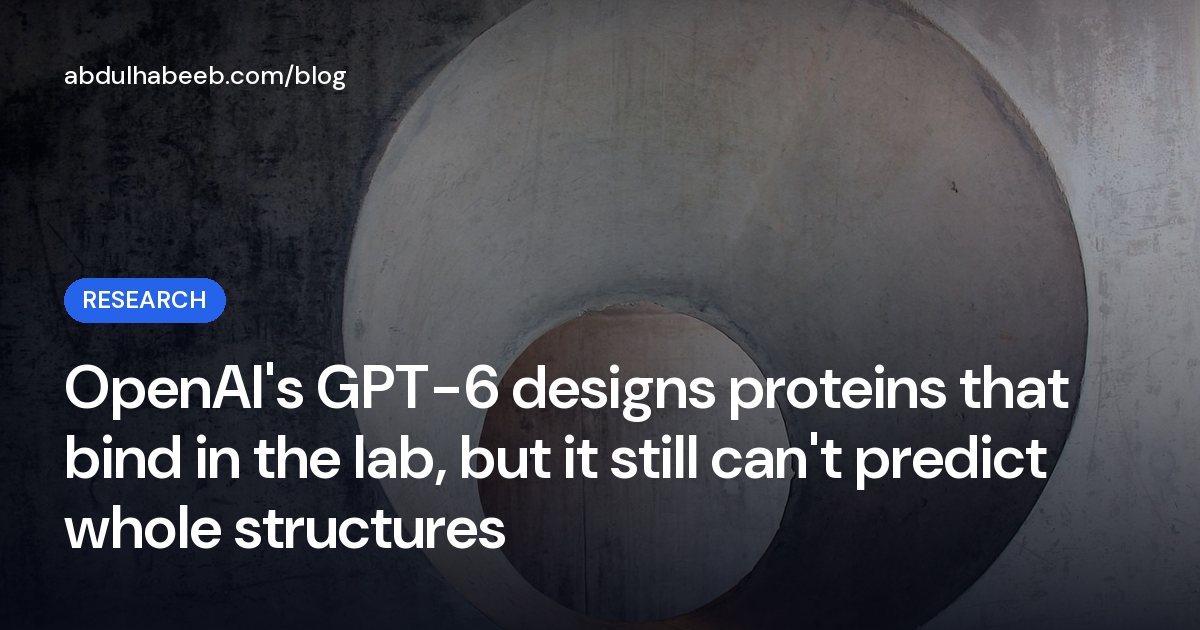 abdulhabeeb.com/blog
RESEARCH
OpenAI's GPT-6 designs proteins that
bind in the lab, but it still can't predict
whole structures